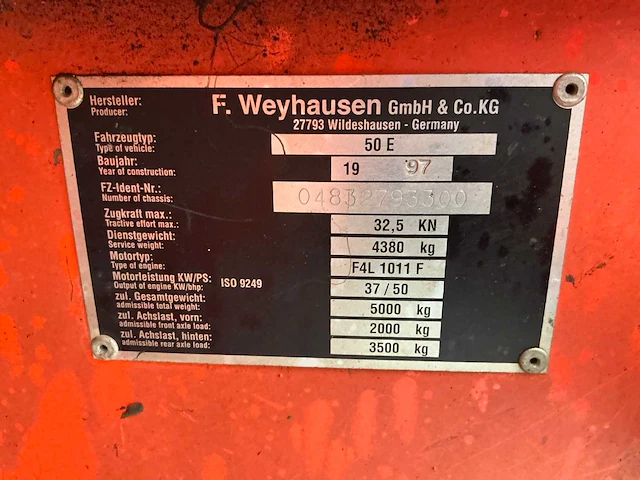 Hersteller: F. Weyhausen GmbH & Co.KG
Producer: 27793 Wildeshausen - Germany
Fahrzeugtyp: 50 E
Type of vehicle:
Baujahr: 19 97
Year of construction:
FZ-Ident-Nr.:
Number of chassis:
Zugkraft max.: 32,5 KN
Tractive effort max.:
Dienstgewicht: 4380 kg
Service weight:
Motortyp: F4L 1011 F
Type of engine:
Motorleistung KW/PS: ISO 9249 37 / 50
Output of engine KW/bhp:
zul. Gesamtgewicht: 5000 kg
admissible total weight:
zul. Achslast, vorn: 2000 kg
admissible front axle load:
zul. Achslast, hinten: 3500 kg
admissible rear axle load: